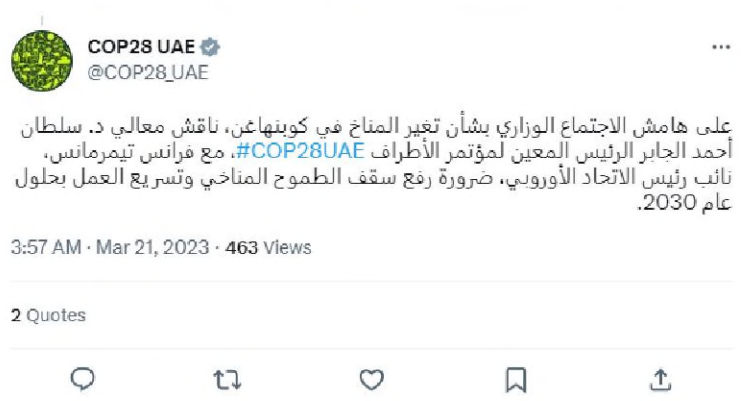 COP28 UAE
@COP28_UAE
على هامش الاجتماع الوزاري بشأن تغير المناخ في كوبنهاغن، ناقش معالي د. سلطان
أحمد الجابر الرئيس المعين لمؤتمر الأطراف #COP28UAE، مع فرانس تيمرمانس،
نائب رئيس الاتحاد الأوروبي، ضرورة رفع سقف الطموح المناخي وتسريع العمل بحلول
عام 2030.
3:57 AM · Mar 21, 2023 · 463 Views
2 Quotes